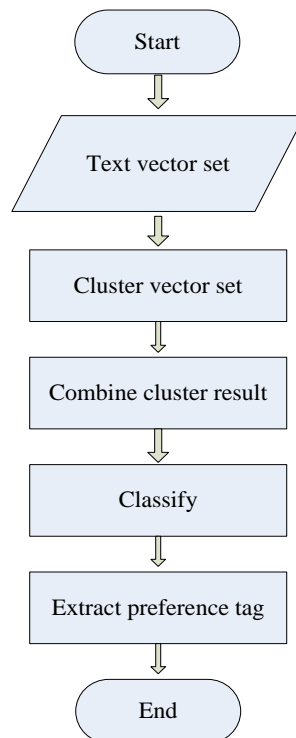 Start
Text vector set
Cluster vector set
Combine cluster result
Classify
Extract preference tag
End